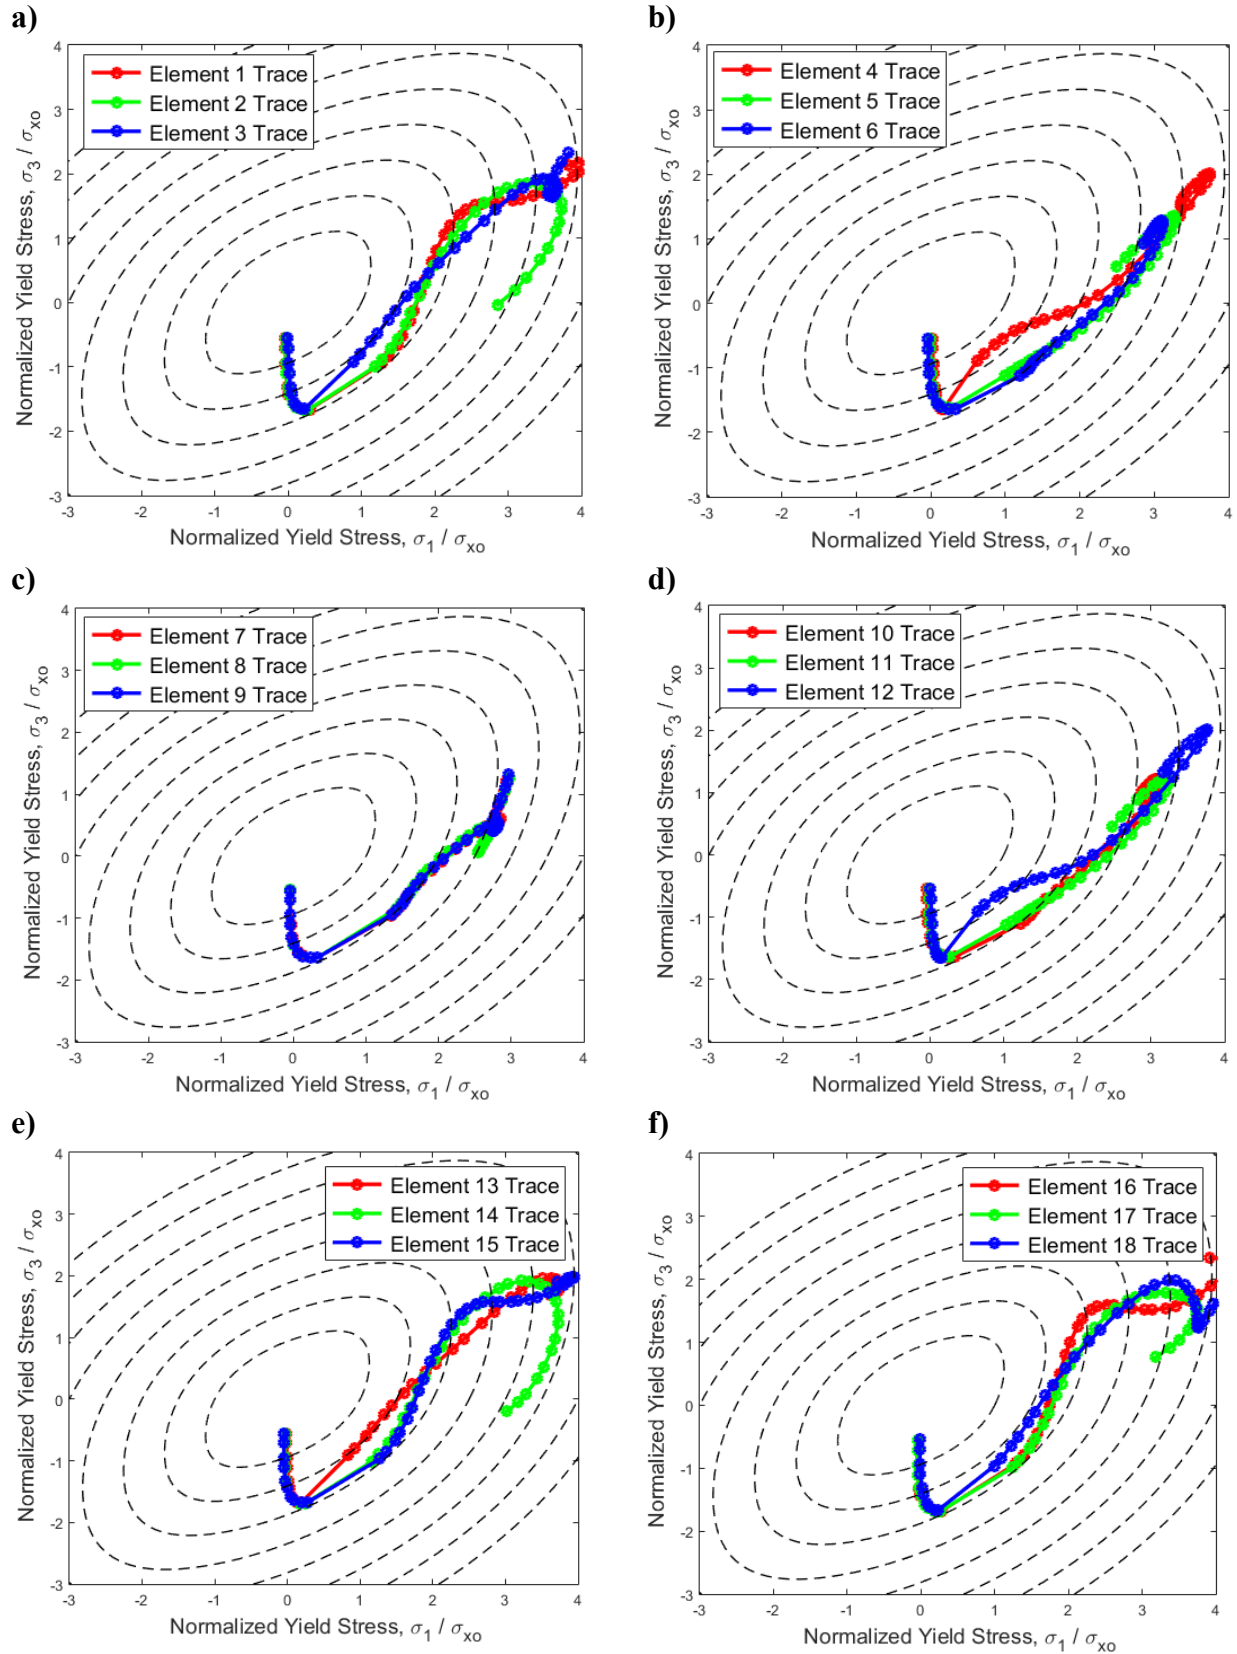 a)
4
3
2
1
0
-1
-2
-3
-3
-2
-1
0
1
2
3
4
Element 1 Trace
Element 2 Trace
Element 3 Trace
Normalized Yield Stress, σ3 / σxo
Normalized Yield Stress, σ1 / σxo
b)
4
3
2
1
0
-1
-2
-3
-3
-2
-1
0
1
2
3
4
Element 4 Trace
Element 5 Trace
Element 6 Trace
Normalized Yield Stress, σ3 / σxo
Normalized Yield Stress, σ1 / σxo
c)
4
3
2
1
0
-1
-2
-3
-3
-2
-1
0
1
2
3
4
Element 7 Trace
Element 8 Trace
Element 9 Trace
Normalized Yield Stress, σ3 / σxo
Normalized Yield Stress, σ1 / σxo
d)
4
3
2
1
0
-1
-2
-3
-3
-2
-1
0
1
2
3
4
Element 10 Trace
Element 11 Trace
Element 12 Trace
Normalized Yield Stress, σ3 / σxo
Normalized Yield Stress, σ1 / σxo
e)
4
3
2
1
0
-1
-2
-3
-3
-2
-1
0
1
2
3
4
Element 13 Trace
Element 14 Trace
Element 15 Trace
Normalized Yield Stress, σ3 / σxo
Normalized Yield Stress, σ1 / σxo
f)
4
3
2
1
0
-1
-2
-3
-3
-2
-1
0
1
2
3
4
Element 16 Trace
Element 17 Trace
Element 18 Trace
Normalized Yield Stress, σ3 / σxo
Normalized Yield Stress, σ1 / σxo